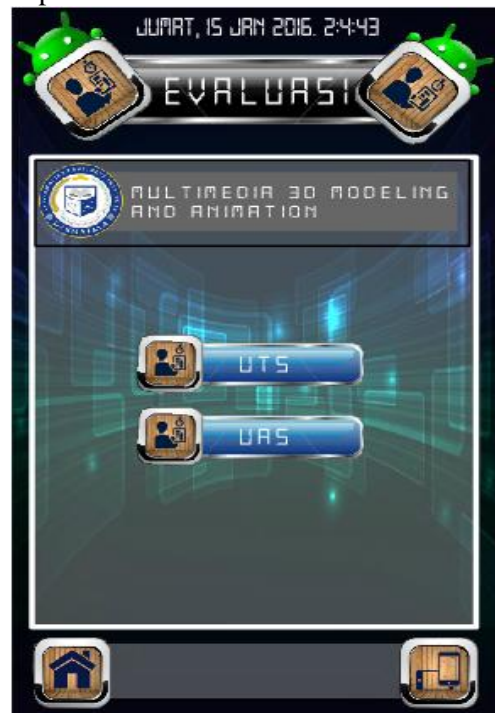 JUMAT, 15 JAN 2016. 2:4:43
EVALUASI
MULTIMEDIA 3D MODELING
AND ANIMATION
UTS
UAS